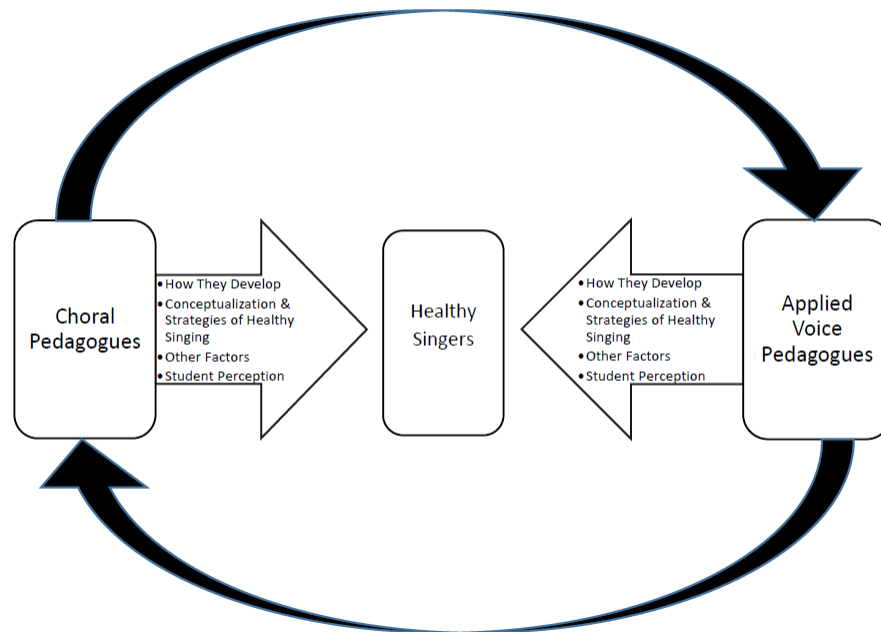 Choral
Pedagogues
• How They Develop
• Conceptualization &
Strategies of Healthy
Singing
• Other Factors
• Student Perception
Healthy
Singers
• How They Develop
• Conceptualization &
Strategies of Healthy
Singing
• Other Factors
• Student Perception
Applied
Voice
Pedagogues